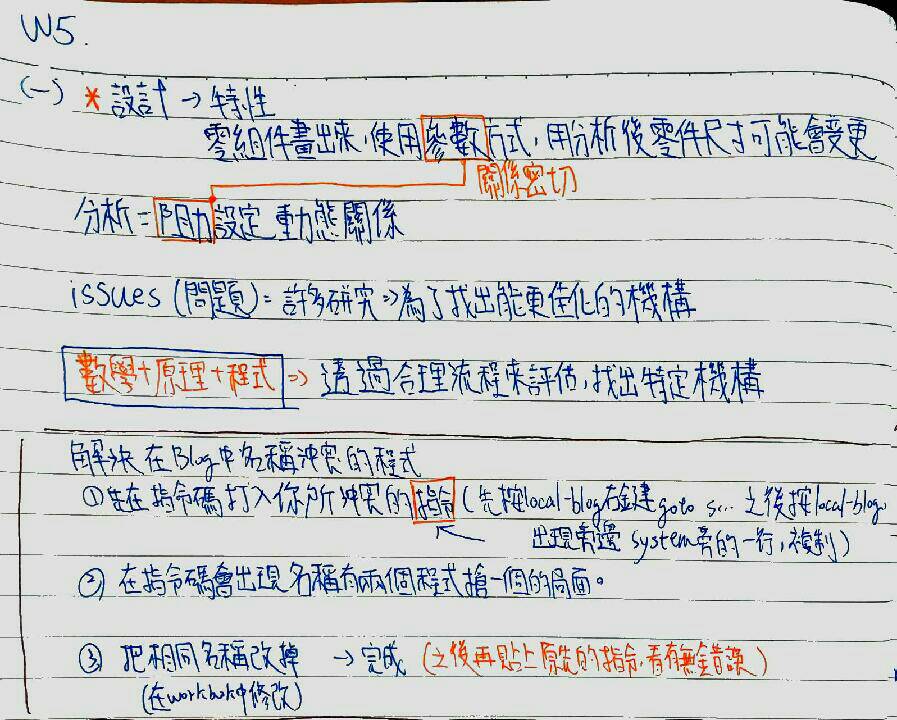 W5.
(一) * 設計 → 特性
零組件畫出來,使用參數方式,用分析後零件尺寸可能會變更
關係密切
分析=阻力設定 動態關係
issues (問題)= 許多研究 => 為了找出能更佳化的機構
數學+原理+程式 => 透過合理流程來評估,找出特定機構
解決在Blog中名稱沖突的程式
①先在指令碼打入你所沖突的指令(先按local-blog右鍵 goto s... 之後按local-blog
出現旁邊 system旁的一行,複制)
② 在指令碼會出現名稱有兩個程式搶一個的局面。
③ 把相同名稱改掉 → 完成 (之後再貼上原先的指令,看有無錯誤)
(在workbook中修改)